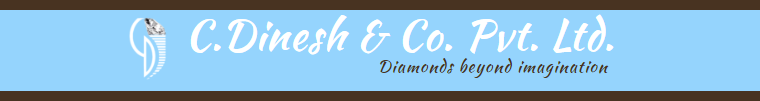 C.Dinesh & Co. Pvt. Ltd.
Diamonds beyond imagination